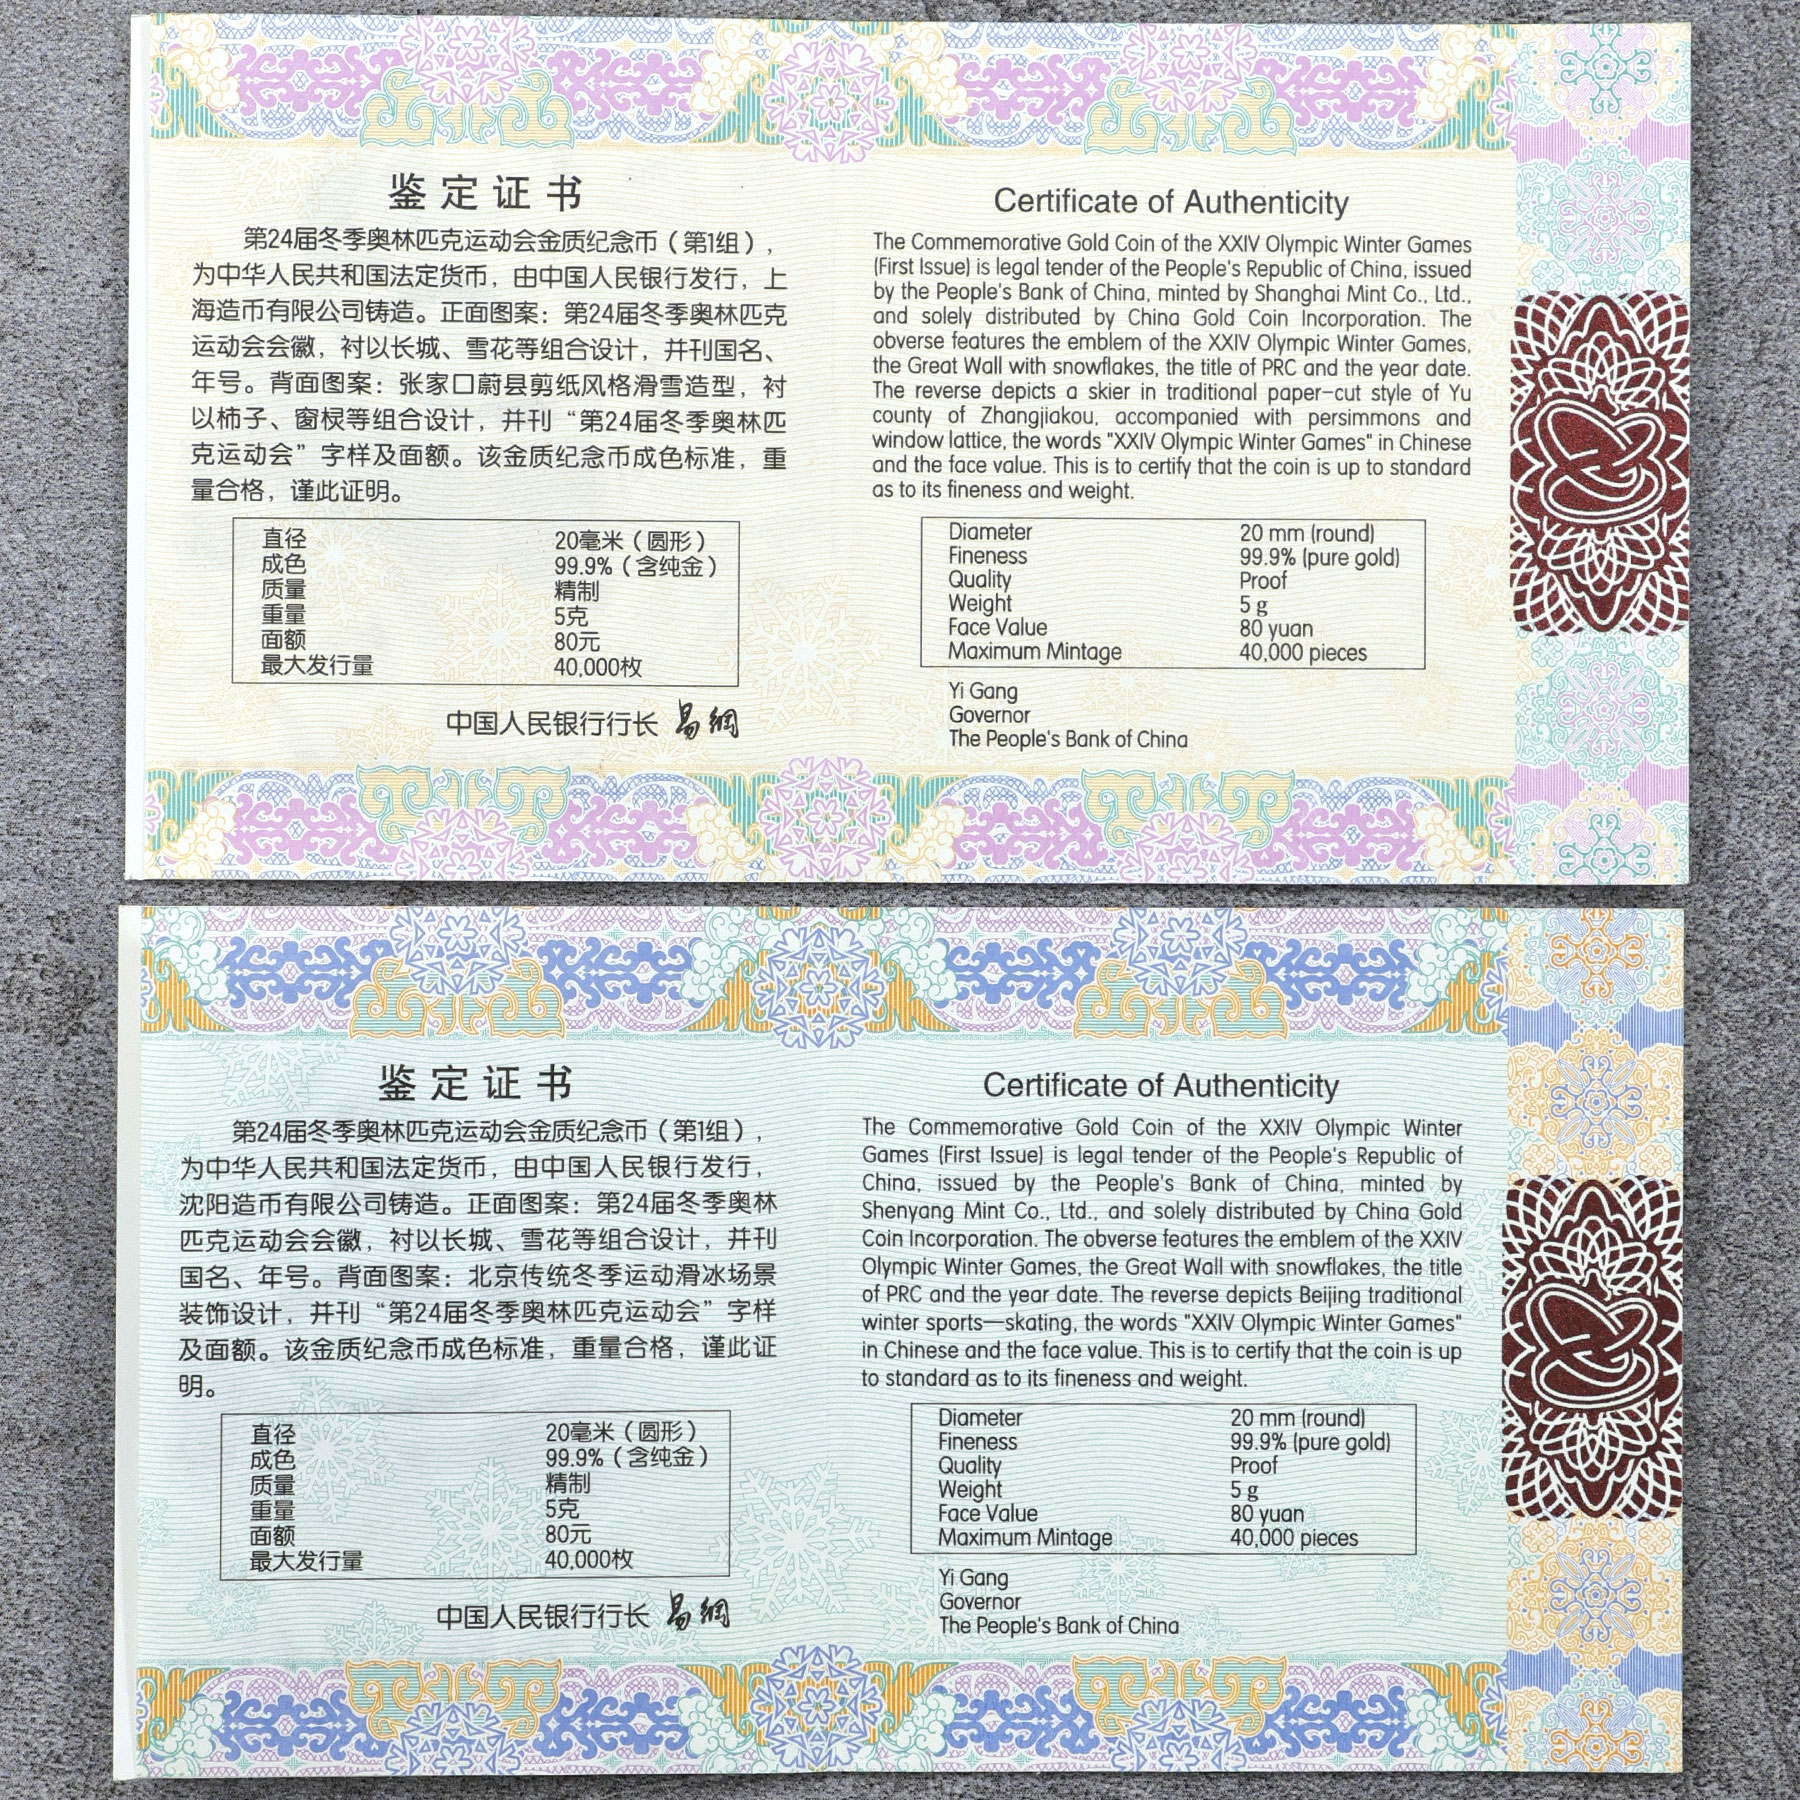 鉴定证书
第24届冬季奥林匹克运动会金质纪念币（第1组），
为中华人民共和国法定货币，由中国人民银行发行，上
海造币有限公司铸造。正面图案：第24届冬季奥林匹克
运动会会徽，衬以长城、雪花等组合设计，并刊国名、
年号。背面图案：张家口蔚县剪纸风格滑雪造型，衬
以柿子、窗棂等组合设计，并刊“第24届冬季奥林匹
克运动会”字样及面额。该金质纪念币成色标准，重
量合格，谨此证明。
直径 20毫米（圆形）
成色 99.9%（含纯金）
质量 精制
重量 5克
面额 80元
最大发行量 40,000枚
中国人民银行行长 易纲
Certificate of Authenticity
The Commemorative Gold Coin of the XXIV Olympic Winter Games
(First Issue) is legal tender of the People's Republic of China, issued
by the People's Bank of China, minted by Shanghai Mint Co., Ltd.,
and solely distributed by China Gold Coin Incorporation. The
obverse features the emblem of the XXIV Olympic Winter Games,
the Great Wall with snowflakes, the title of PRC and the year date.
The reverse depicts a skier in traditional paper-cut style of Yu
county of Zhangjiakou, accompanied with persimmons and
window lattice, the words "XXIV Olympic Winter Games" in Chinese
and the face value. This is to certify that the coin is up to standard
as to its fineness and weight.
Diameter 20 mm (round)
Fineness 99.9% (pure gold)
Quality Proof
Weight 5 g
Face Value 80 yuan
Maximum Mintage 40,000 pieces
Yi Gang
Governor
The People's Bank of China
鉴定证书
第24届冬季奥林匹克运动会金质纪念币（第1组），
为中华人民共和国法定货币，由中国人民银行发行，
沈阳造币有限公司铸造。正面图案：第24届冬季奥林
匹克运动会会徽，衬以长城、雪花等组合设计，并刊
国名、年号。背面图案：北京传统冬季运动滑冰场景
装饰设计，并刊“第24届冬季奥林匹克运动会”字样
及面额。该金质纪念币成色标准，重量合格，谨此证
明。
直径 20毫米（圆形）
成色 99.9%（含纯金）
质量 精制
重量 5克
面额 80元
最大发行量 40,000枚
中国人民银行行长 易纲
Certificate of Authenticity
The Commemorative Gold Coin of the XXIV Olympic Winter
Games (First Issue) is legal tender of the People's Republic of
China, issued by the People's Bank of China, minted by
Shenyang Mint Co., Ltd., and solely distributed by China Gold
Coin Incorporation. The obverse features the emblem of the XXIV
Olympic Winter Games, the Great Wall with snowflakes, the title
of PRC and the year date. The reverse depicts Beijing traditional
winter sports—skating, the words "XXIV Olympic Winter Games"
in Chinese and the face value. This is to certify that the coin is up
to standard as to its fineness and weight.
Diameter 20 mm (round)
Fineness 99.9% (pure gold)
Quality Proof
Weight 5 g
Face Value 80 yuan
Maximum Mintage 40,000 pieces
Yi Gang
Governor
The People's Bank of China